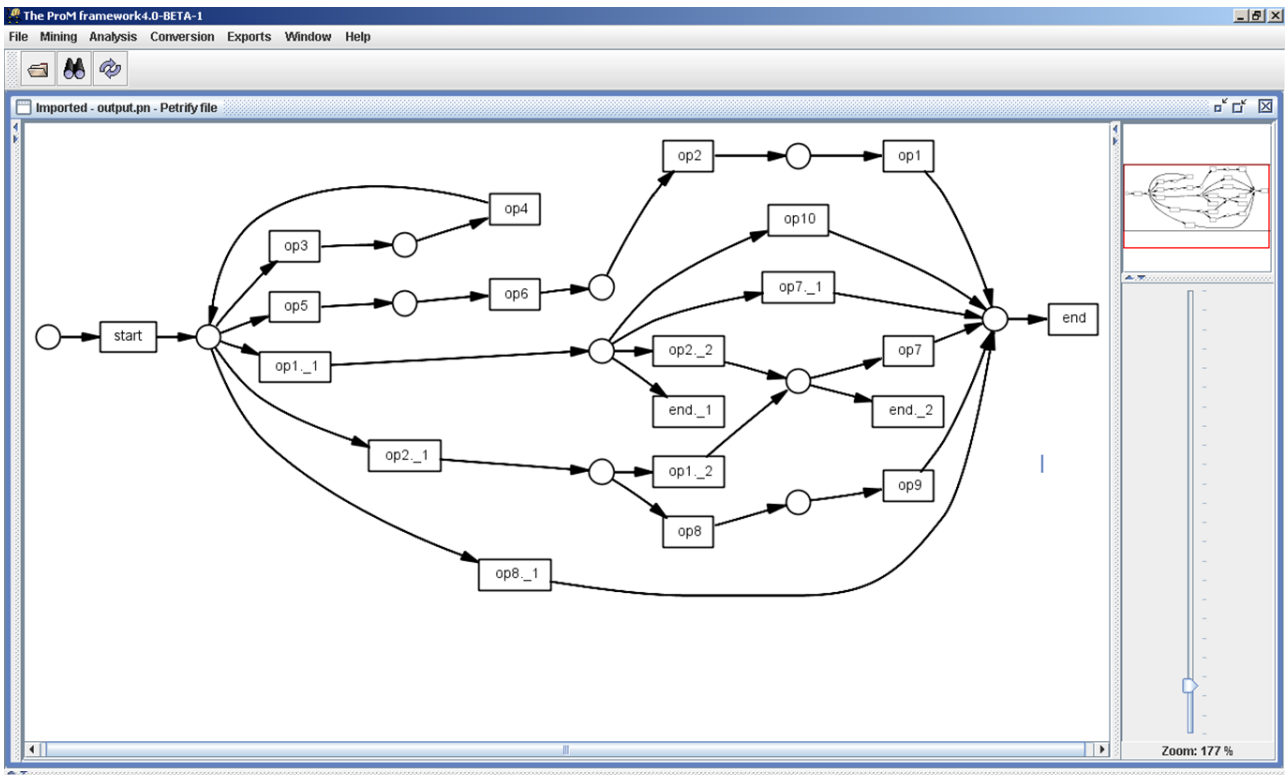 The ProM framework4.0-BETA-1
File Mining Analysis Conversion Exports Window Help
Imported - output.pn - Petrify file
op2
op1
op4
op10
op3
op7._1
op5
op6
start
end
op1._1
op2._2
op7
end._1
end._2
op2._1
op1._2
op9
op8
op8._1
Zoom: 177 %